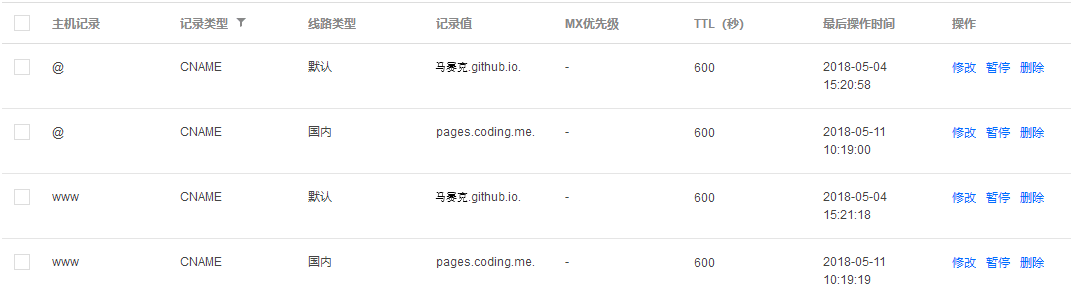 主机记录 记录类型 线路类型 记录值 MX优先级 TTL（秒） 最后操作时间 操作
@ CNAME 默认 马赛克.github.io. - 600 2018-05-04 修改 暂停 删除
15:20:58
@ CNAME 国内 pages.coding.me. - 600 2018-05-11 修改 暂停 删除
10:19:00
www CNAME 默认 马赛克.github.io. - 600 2018-05-04 修改 暂停 删除
15:21:18
www CNAME 国内 pages.coding.me. - 600 2018-05-11 修改 暂停 删除
10:19:19